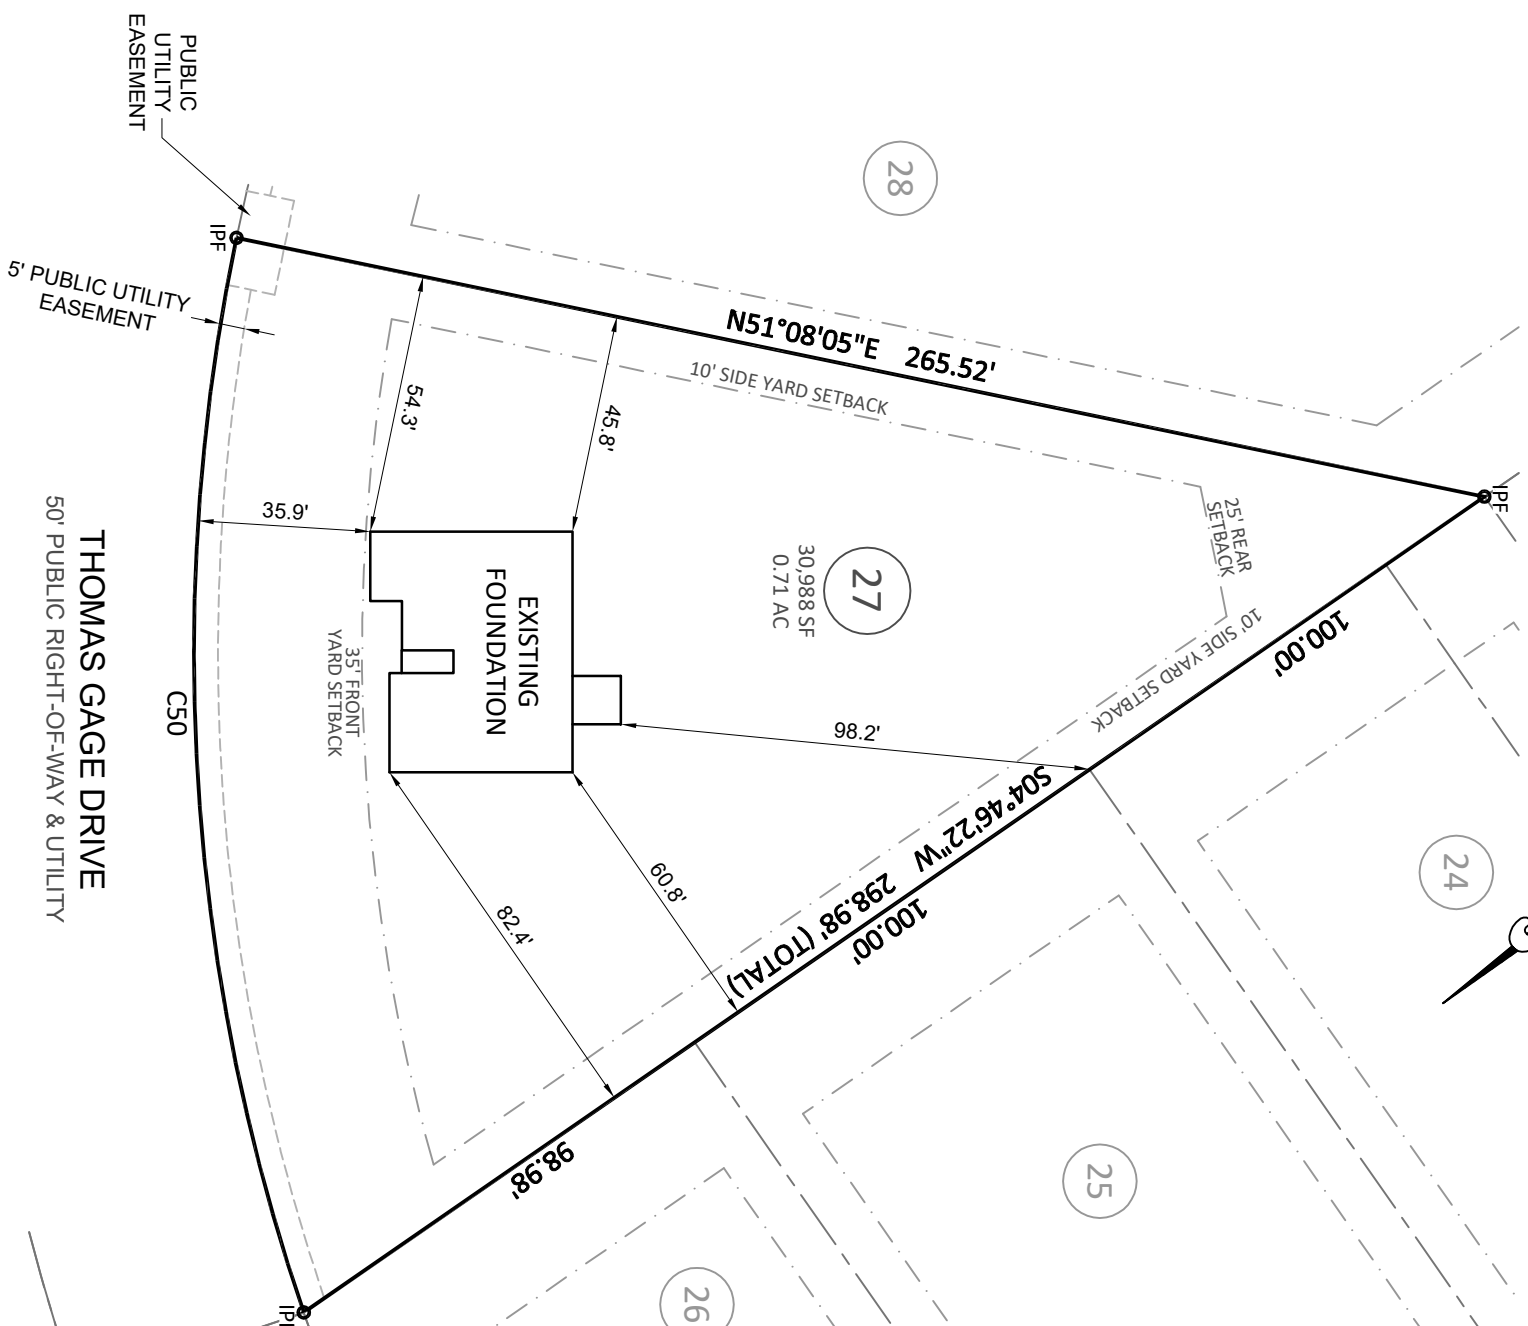 PUBLIC
UTILITY
EASEMENT
28
IPF
5' PUBLIC UTILITY
EASEMENT
N51°08'05"E 265.52'
10' SIDE YARD SETBACK
IPF
54.3'
45.8'
25' REAR
SETBACK
35.9'
27
30,988 SF
0.71 AC
EXISTING
FOUNDATION
35' FRONT
YARD SETBACK
10' SIDE YARD SETBACK
100.00'
98.2'
S04°46'22"W 298.98' (TOTAL)
100.00'
60.8'
82.4'
98.98'
C50
THOMAS GAGE DRIVE
50' PUBLIC RIGHT-OF-WAY & UTILITY
24
25
26